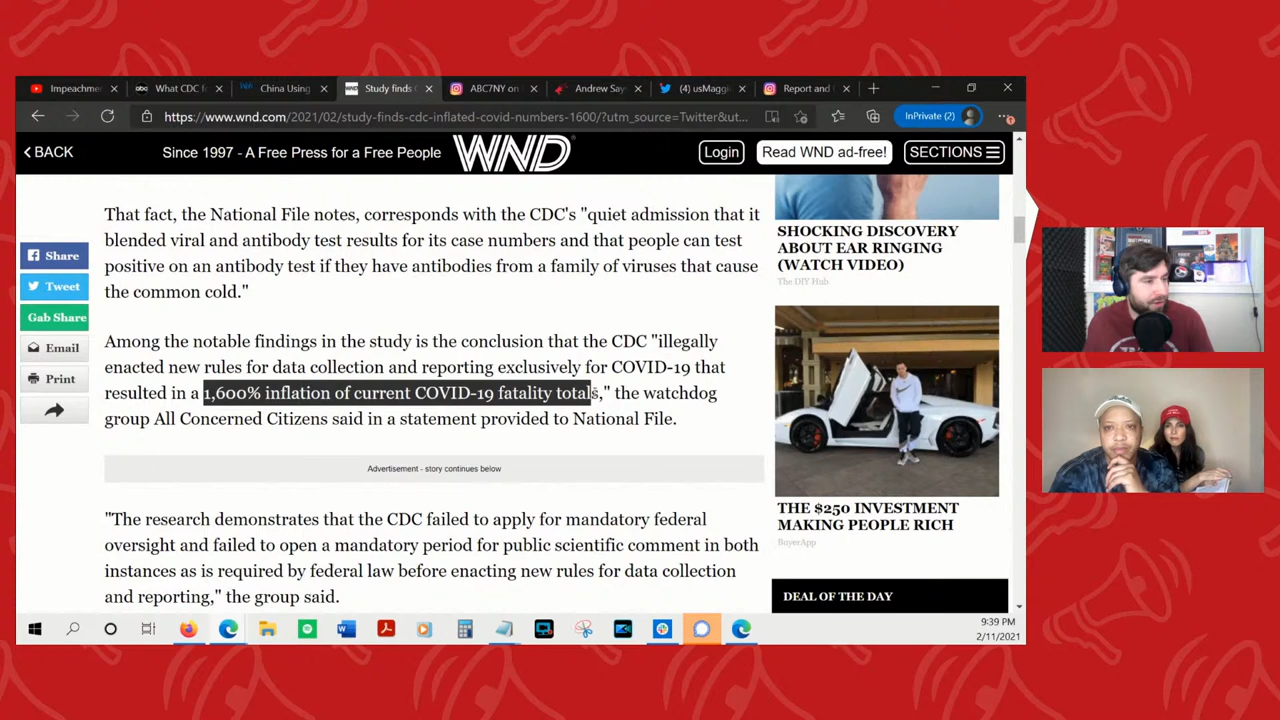 Impeachme
What CDC f
China Using
WND
Study finds
ABC7NY on
Andrew Say
(4) usMaggi
Report and
https://www.wnd.com/2021/02/study-finds-cdc-inflated-covid-numbers-1600/?utm_source=Twitter&ut...
InPrivate (2)
BACK
Since 1997 - A Free Press for a Free People
WND
Login
Read WND ad-free!
SECTIONS
Share
Tweet
Gab Share
Email
Print
That fact, the National File notes, corresponds with the CDC's "quiet admission that it
blended viral and antibody test results for its case numbers and that people can test
positive on an antibody test if they have antibodies from a family of viruses that cause
the common cold."
Among the notable findings in the study is the conclusion that the CDC "illegally
enacted new rules for data collection and reporting exclusively for COVID-19 that
resulted in a 1,600% inflation of current COVID-19 fatality totals," the watchdog
group All Concerned Citizens said in a statement provided to National File.
Advertisement - story continues below
"The research demonstrates that the CDC failed to apply for mandatory federal
oversight and failed to open a mandatory period for public scientific comment in both
instances as is required by federal law before enacting new rules for data collection
and reporting," the group said.
SHOCKING DISCOVERY
ABOUT EAR RINGING
(WATCH VIDEO)
The DIY Hub
THE $250 INVESTMENT
MAKING PEOPLE RICH
BuyerApp
DEAL OF THE DAY
9:39 PM
2/11/2021